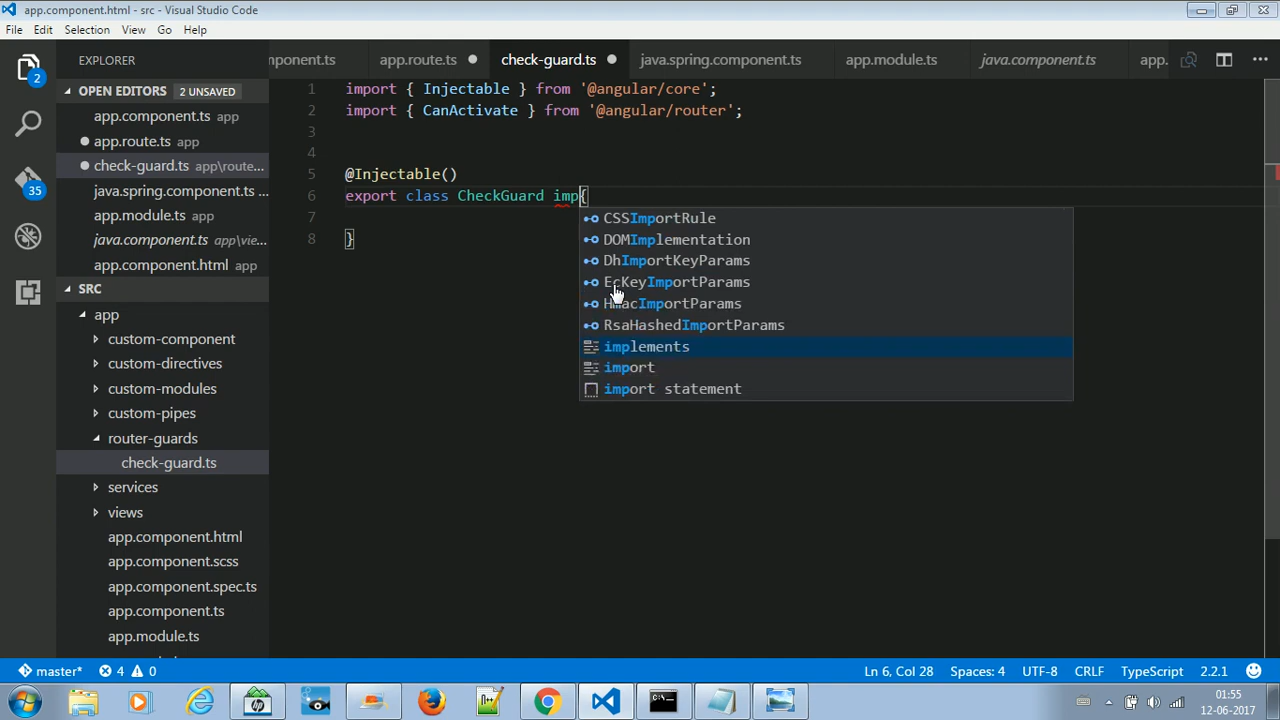 app.component.html - src - Visual Studio Code
File Edit Selection View Go Help
EXPLORER
OPEN EDITORS 2 UNSAVED
app.component.ts app
app.route.ts app
check-guard.ts app\route...
java.spring.component.ts ...
app.module.ts app
java.component.ts app\vie...
app.component.html app
SRC
app
custom-component
custom-directives
custom-modules
custom-pipes
router-guards
check-guard.ts
services
views
app.component.html
app.component.scss
app.component.spec.ts
app.component.ts
app.module.ts
2
35
mponent.ts app.route.ts check-guard.ts java.spring.component.ts app.module.ts java.component.ts app.
1 import { Injectable } from '@angular/core';
2 import { CanActivate } from '@angular/router';
3
4
5 @Injectable()
6 export class CheckGuard imp{
7
8 }
CSSImportRule
DOMImplementation
DhImportKeyParams
EcKeyImportParams
HmacImportParams
RsaHashedImportParams
implements
import
import statement
master* 4 0 Ln 6, Col 28 Spaces: 4 UTF-8 CRLF TypeScript 2.2.1
01:55
12-06-2017